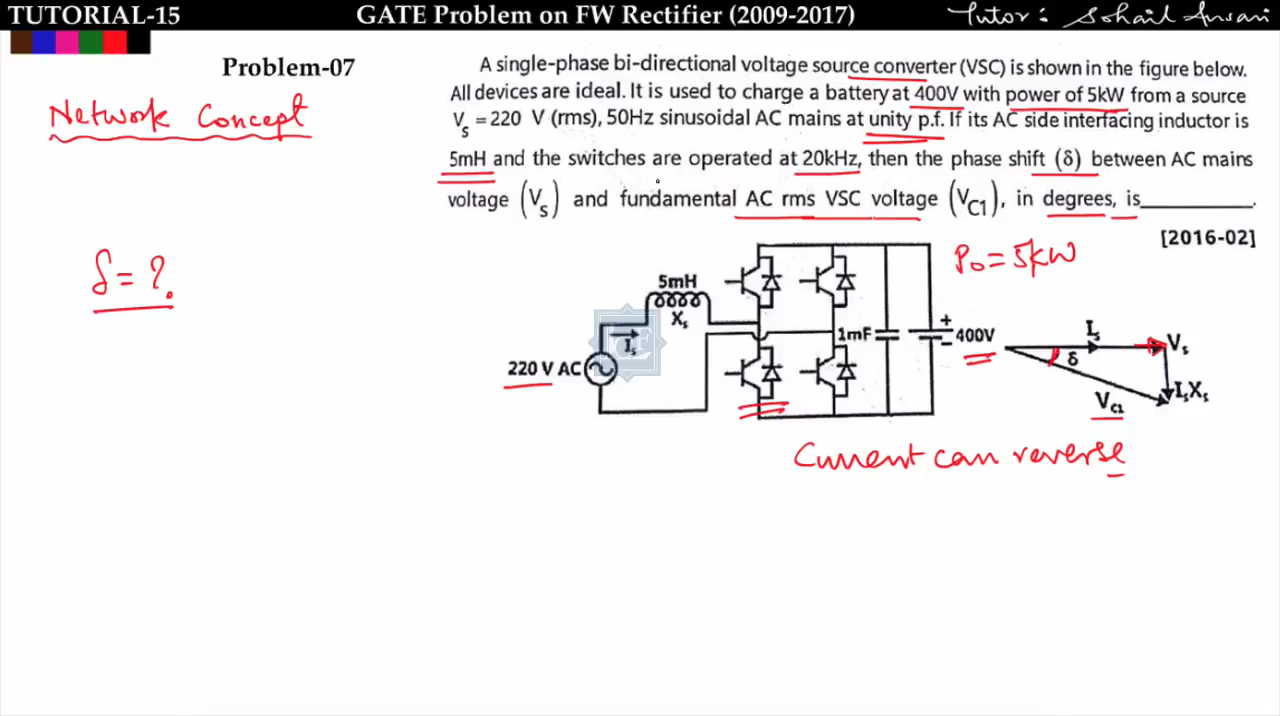 TUTORIAL-15
GATE Problem on FW Rectifier (2009-2017)
Tutor: Sohail Ansari
Problem-07
Network Concept
A single-phase bi-directional voltage source converter (VSC) is shown in the figure below.
All devices are ideal. It is used to charge a battery at 400V with power of 5kW from a source
Vs = 220 V (rms), 50Hz sinusoidal AC mains at unity p.f. If its AC side interfacing inductor is
5mH and the switches are operated at 20kHz, then the phase shift (δ) between AC mains
voltage (Vs) and fundamental AC rms VSC voltage (VC1), in degrees, is________.
[2016-02]
δ = ?
P0 = 5kW
5mH
Xs
Is
220 V AC
1mF
+
-
400V
Is
Vs
δ
VC1
IsXs
Current can reverse